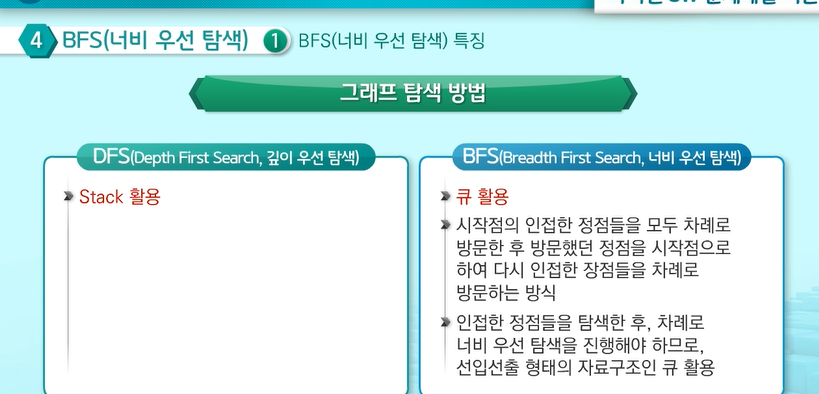 4 BFS(너비 우선 탐색) 1 BFS(너비 우선 탐색) 특징
그래프 탐색 방법
DFS(Depth First Search, 깊이 우선 탐색)
Stack 활용
BFS(Breadth First Search, 너비 우선 탐색)
큐 활용
시작점의 인접한 정점들을 모두 차례로
방문한 후 방문했던 정점을 시작점으로
하여 다시 인접한 장점들을 차례로
방문하는 방식
인접한 정점들을 탐색한 후, 차례로
너비 우선 탐색을 진행해야 하므로,
선입선출 형태의 자료구조인 큐 활용